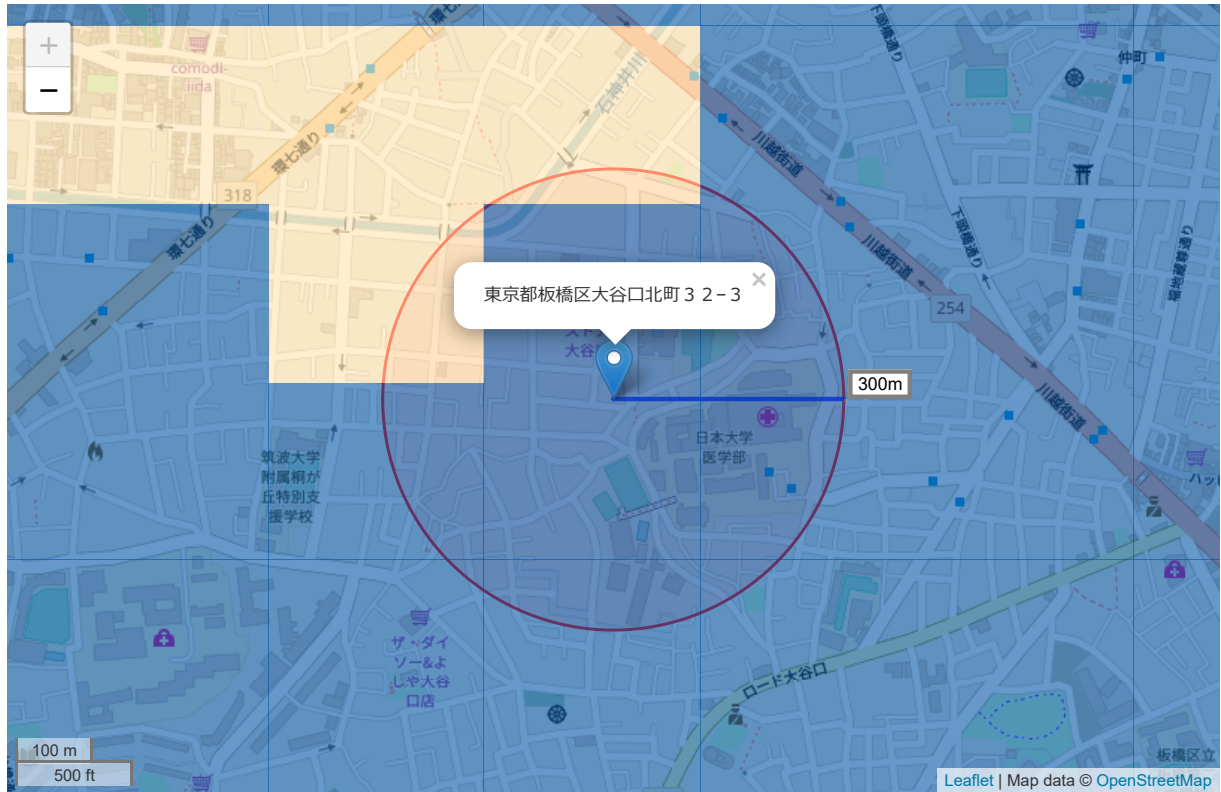 +
−
comodi-
iida
環七通り
318
環七通り
環七
石神井川
下頭橋通り
仲町
川越街道
川越街道
下頭橋通り
254
川越街道
東京都板橋区大谷口北町３２−３
×
大谷
300m
日本大学
医学部
筑波大学
附属桐が
丘特別支
援学校
ザ・ダイ
ソー&よ
しや大谷
口店
ロード大谷口
ハッ
板橋区立
100 m
500 ft
Leaflet | Map data © OpenStreetMap